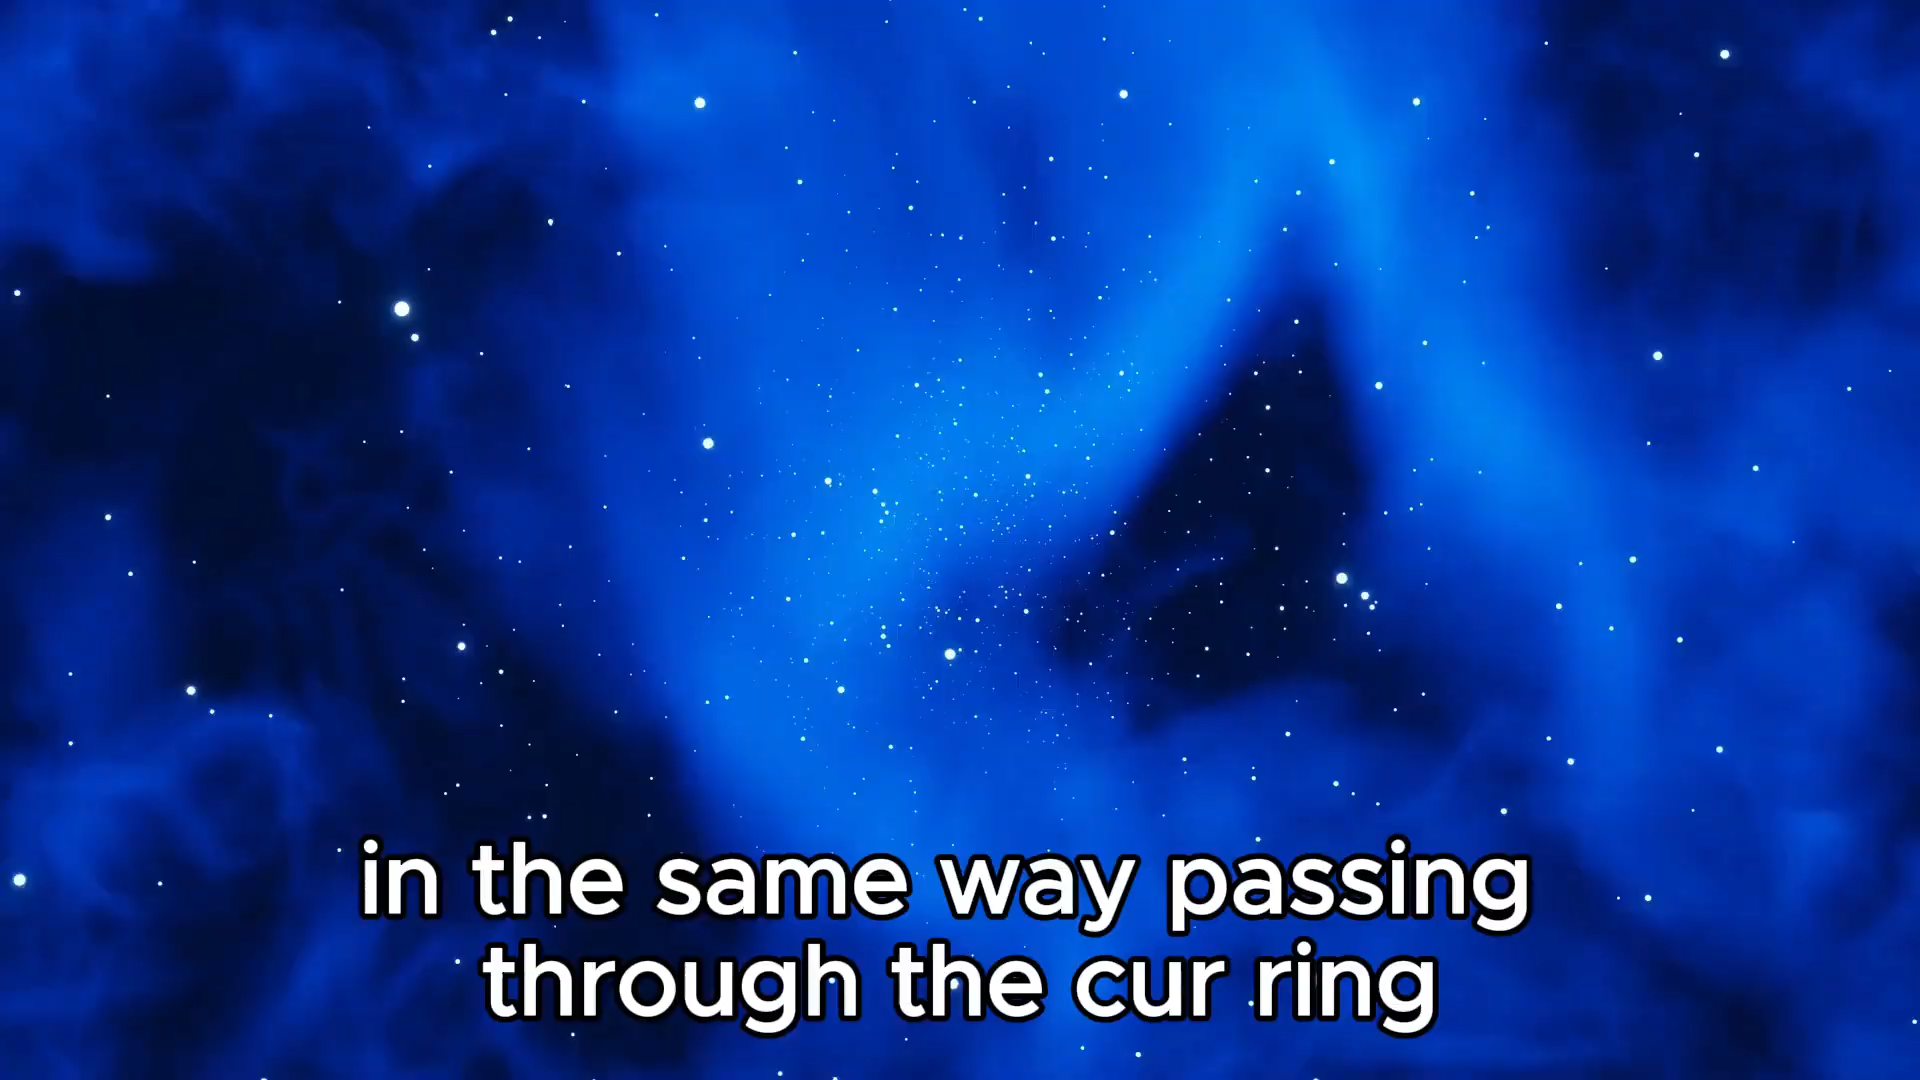 in the same way passing
through the cur ring